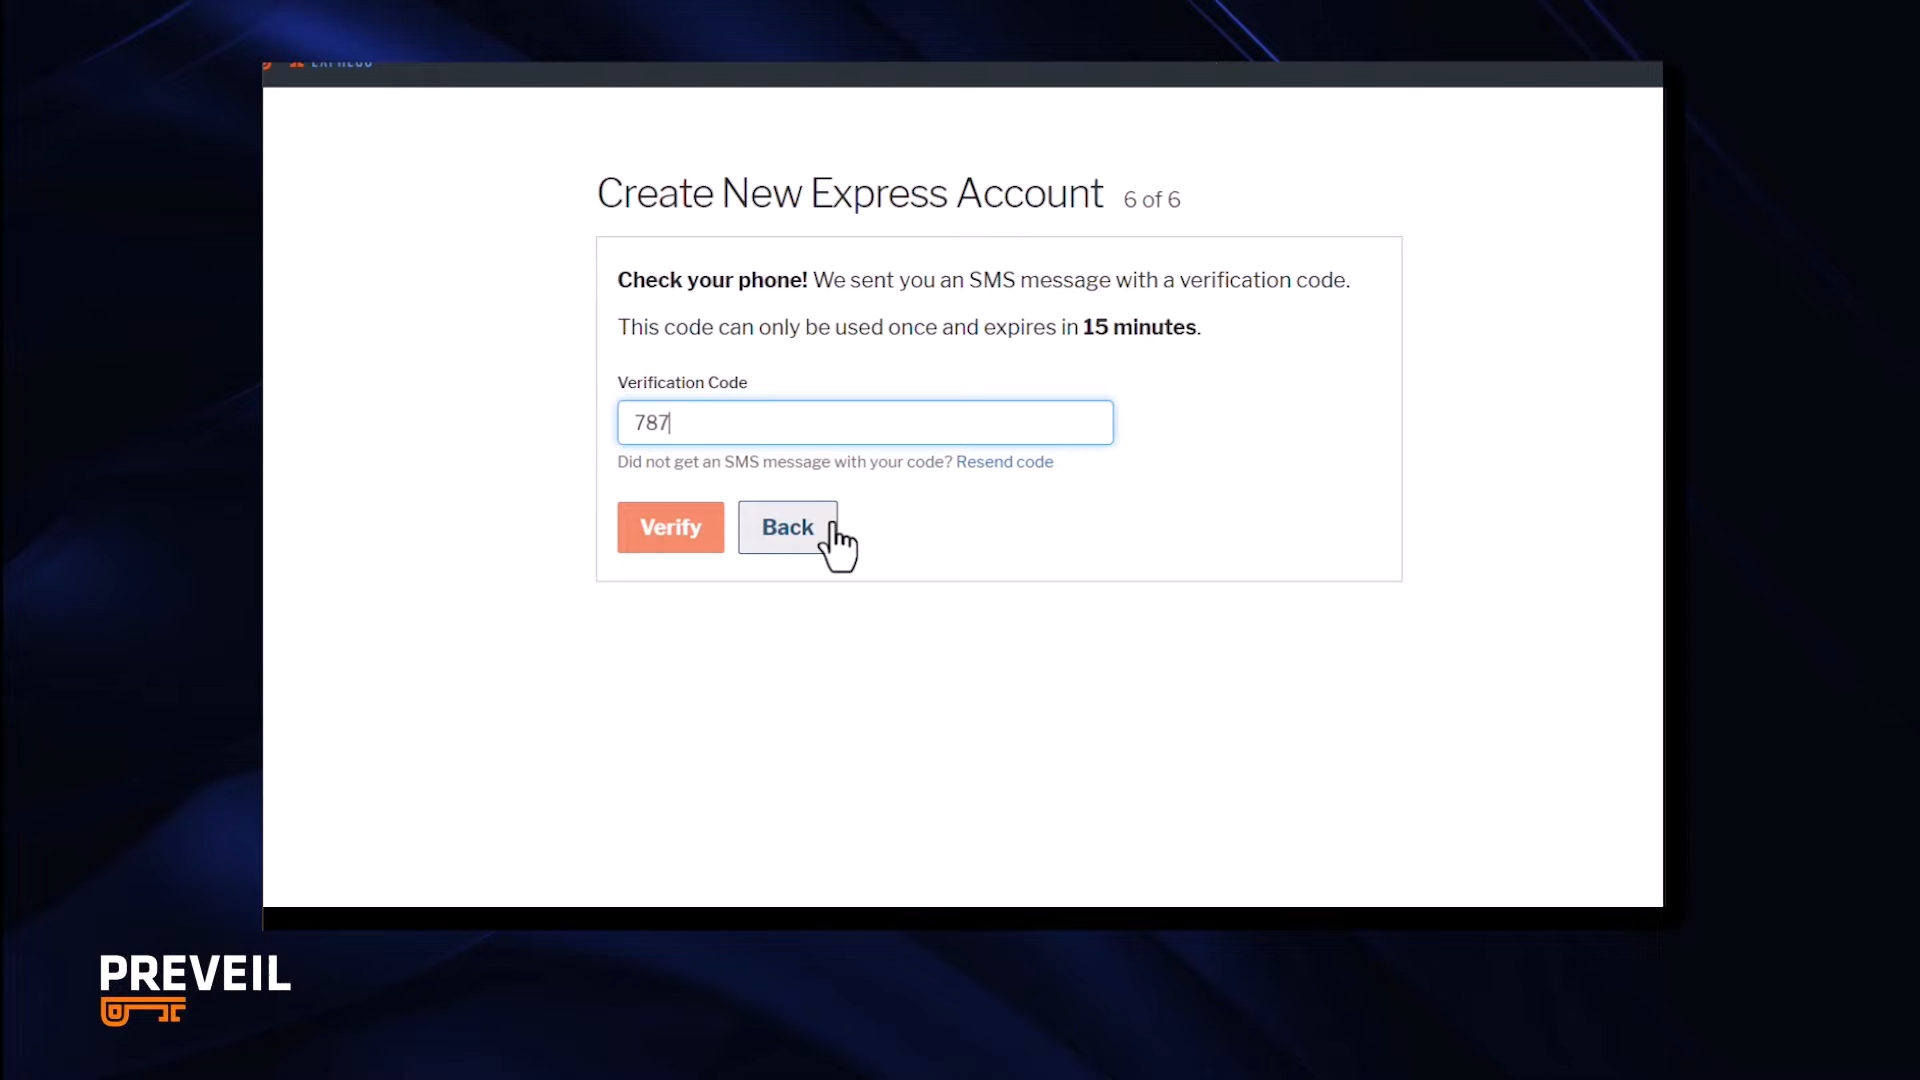 EXPRESS
Create New Express Account 6 of 6
Check your phone! We sent you an SMS message with a verification code.
This code can only be used once and expires in 15 minutes.
Verification Code
787
Did not get an SMS message with your code? Resend code
Verify Back
PREVEIL